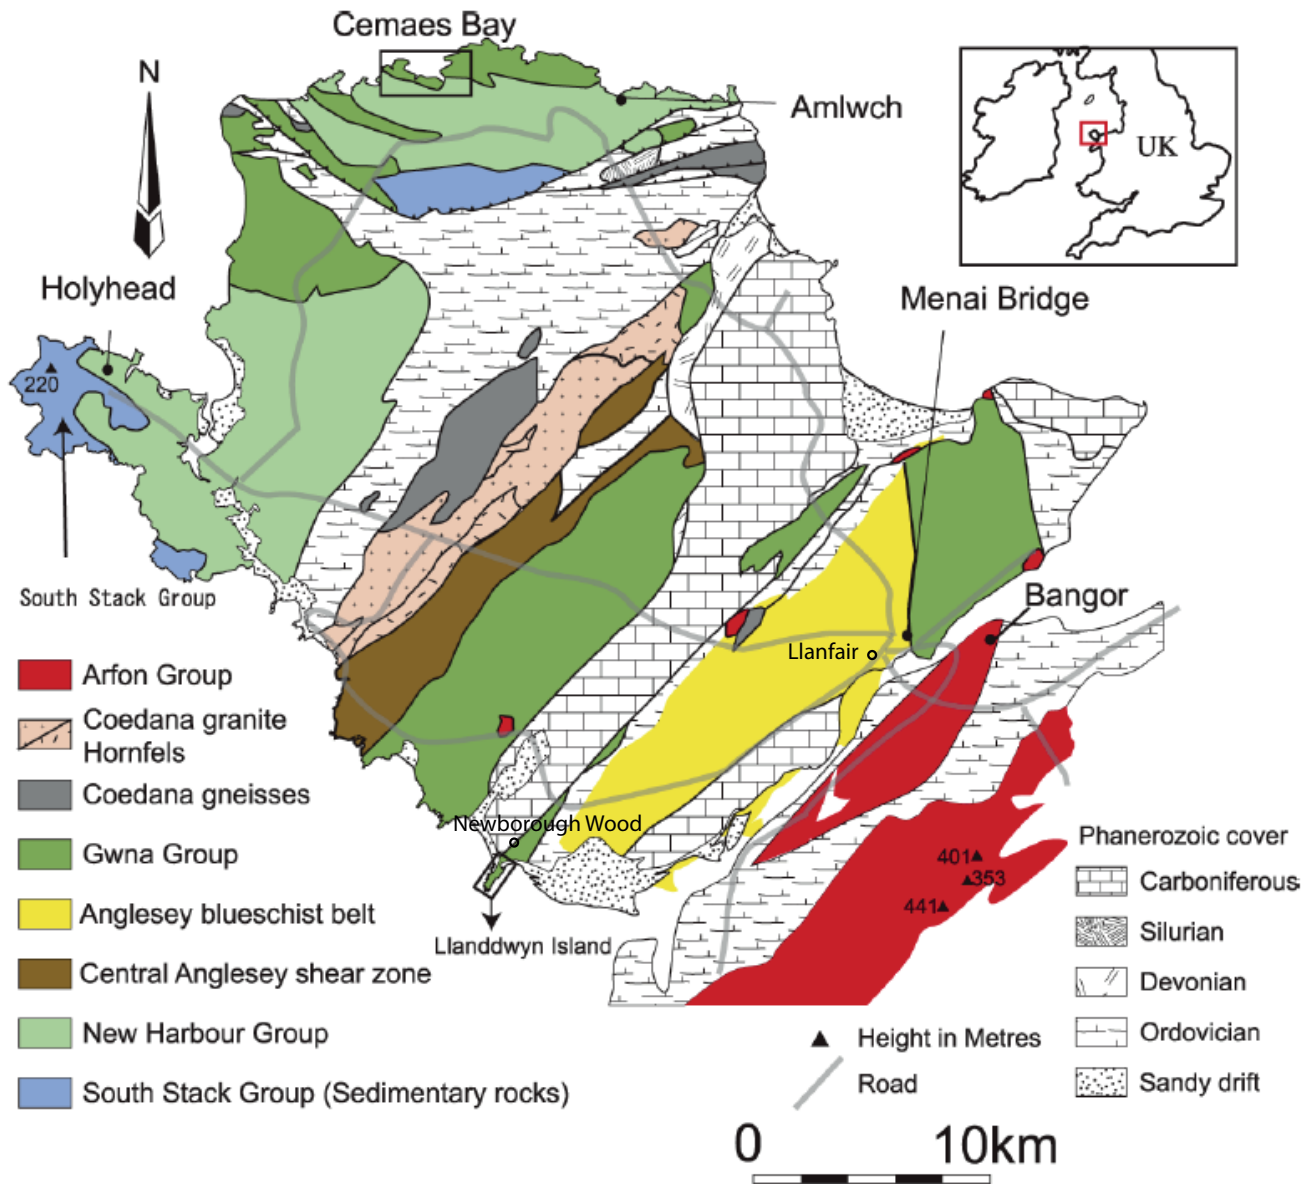 Cemaes Bay
N
Amlwch
UK
Holyhead
Menai Bridge
220
South Stack Group
Bangor
Llanfair
Arfon Group
Coedana granite
Hornfels
Coedana gneisses
Gwna Group
Anglesey blueschist belt
Central Anglesey shear zone
New Harbour Group
South Stack Group (Sedimentary rocks)
Newborough Wood
Llanddwyn Island
401
353
441
Phanerozoic cover
Carboniferous
Silurian
Devonian
Ordovician
Sandy drift
Height in Metres
Road
0 10km